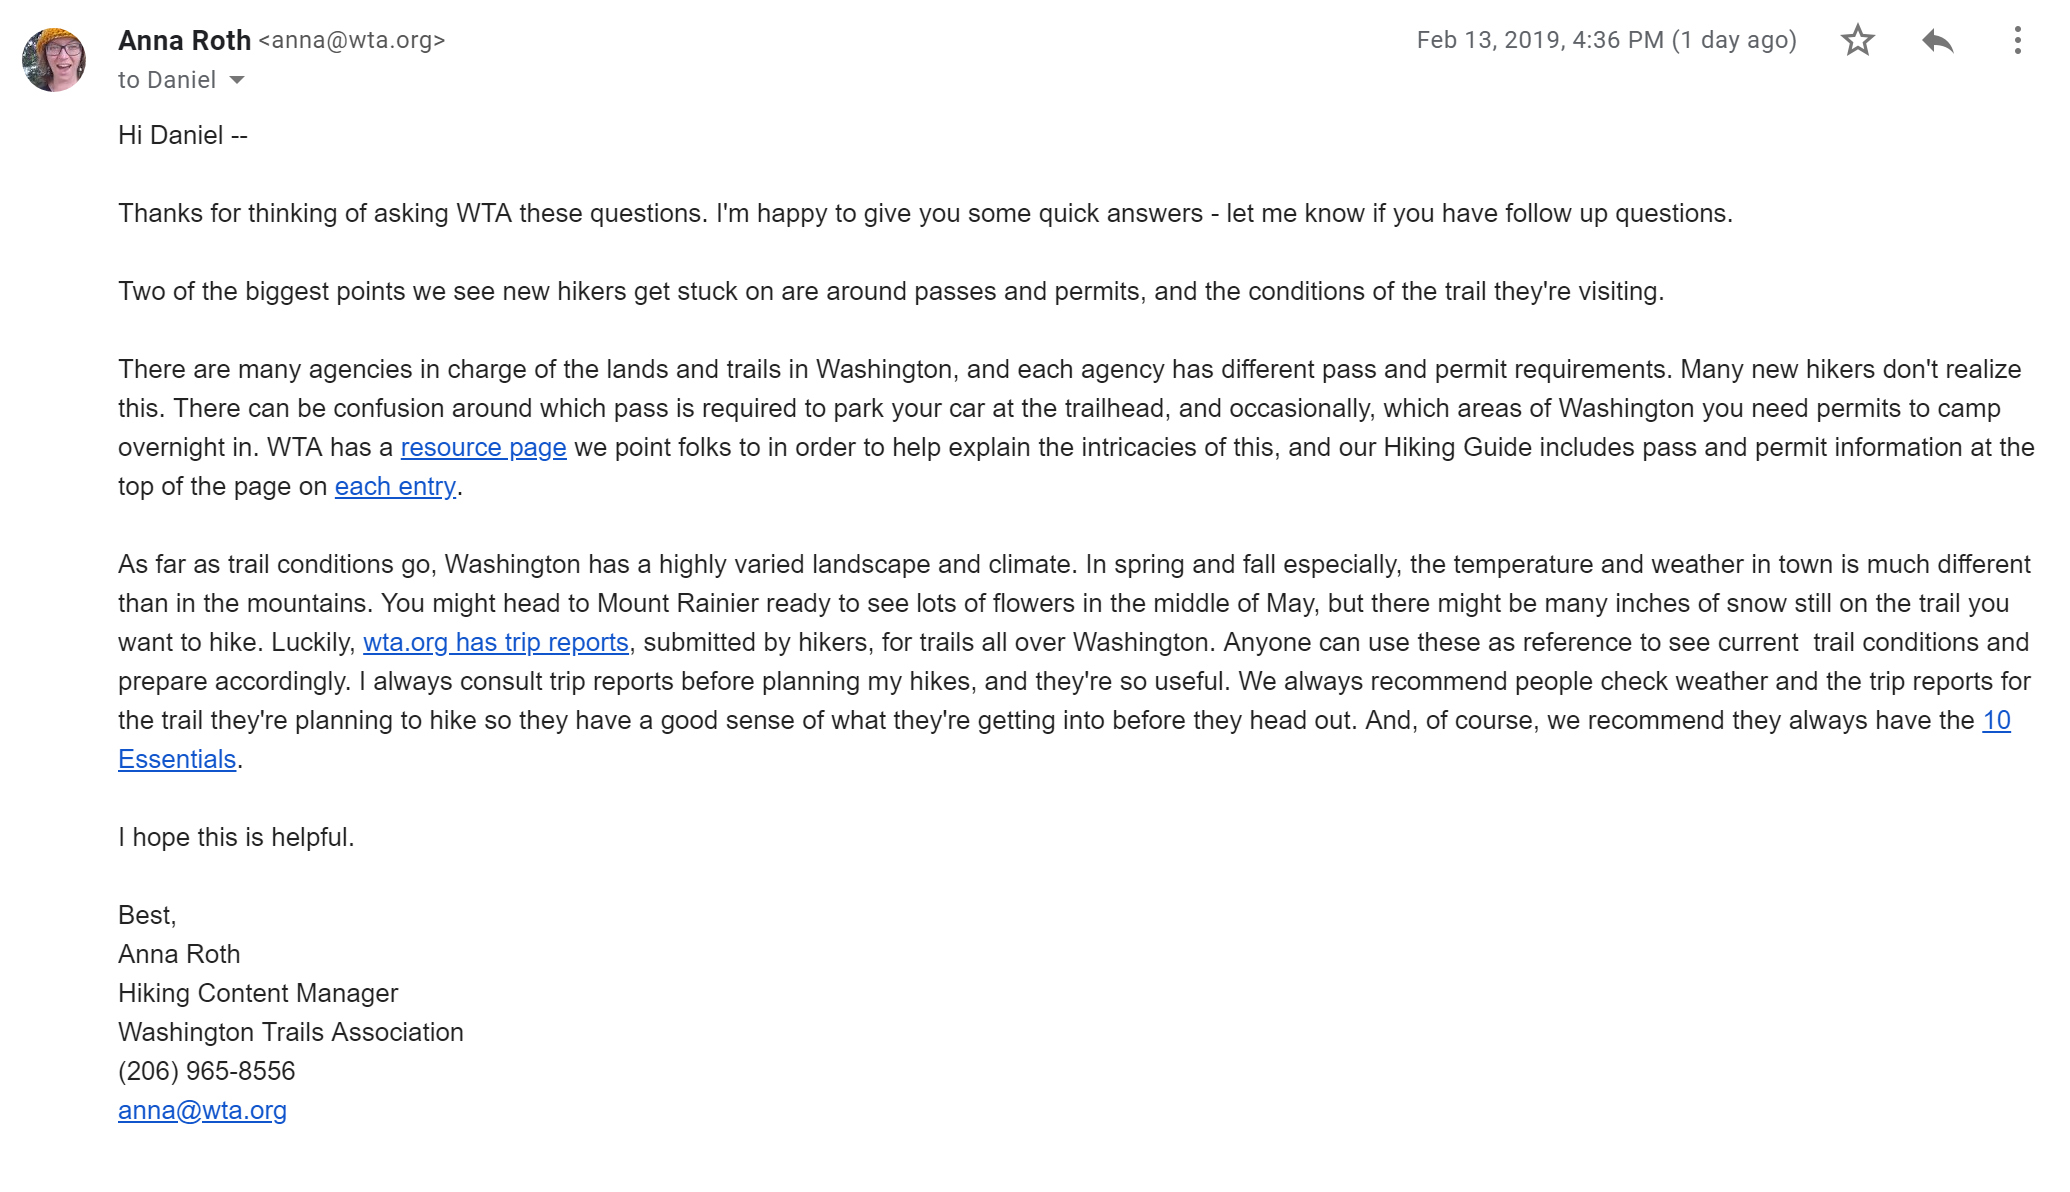 Anna Roth <anna@wta.org>
Feb 13, 2019, 4:36 PM (1 day ago)
to Daniel
Hi Daniel --
Thanks for thinking of asking WTA these questions. I'm happy to give you some quick answers - let me know if you have follow up questions.
Two of the biggest points we see new hikers get stuck on are around passes and permits, and the conditions of the trail they're visiting.
There are many agencies in charge of the lands and trails in Washington, and each agency has different pass and permit requirements. Many new hikers don't realize
this. There can be confusion around which pass is required to park your car at the trailhead, and occasionally, which areas of Washington you need permits to camp
overnight in. WTA has a resource page we point folks to in order to help explain the intricacies of this, and our Hiking Guide includes pass and permit information at the
top of the page on each entry.
As far as trail conditions go, Washington has a highly varied landscape and climate. In spring and fall especially, the temperature and weather in town is much different
than in the mountains. You might head to Mount Rainier ready to see lots of flowers in the middle of May, but there might be many inches of snow still on the trail you
want to hike. Luckily, wta.org has trip reports, submitted by hikers, for trails all over Washington. Anyone can use these as reference to see current  trail conditions and
prepare accordingly. I always consult trip reports before planning my hikes, and they're so useful. We always recommend people check weather and the trip reports for
the trail they're planning to hike so they have a good sense of what they're getting into before they head out. And, of course, we recommend they always have the 10
Essentials.
I hope this is helpful.
Best,
Anna Roth
Hiking Content Manager
Washington Trails Association
(206) 965-8556
anna@wta.org